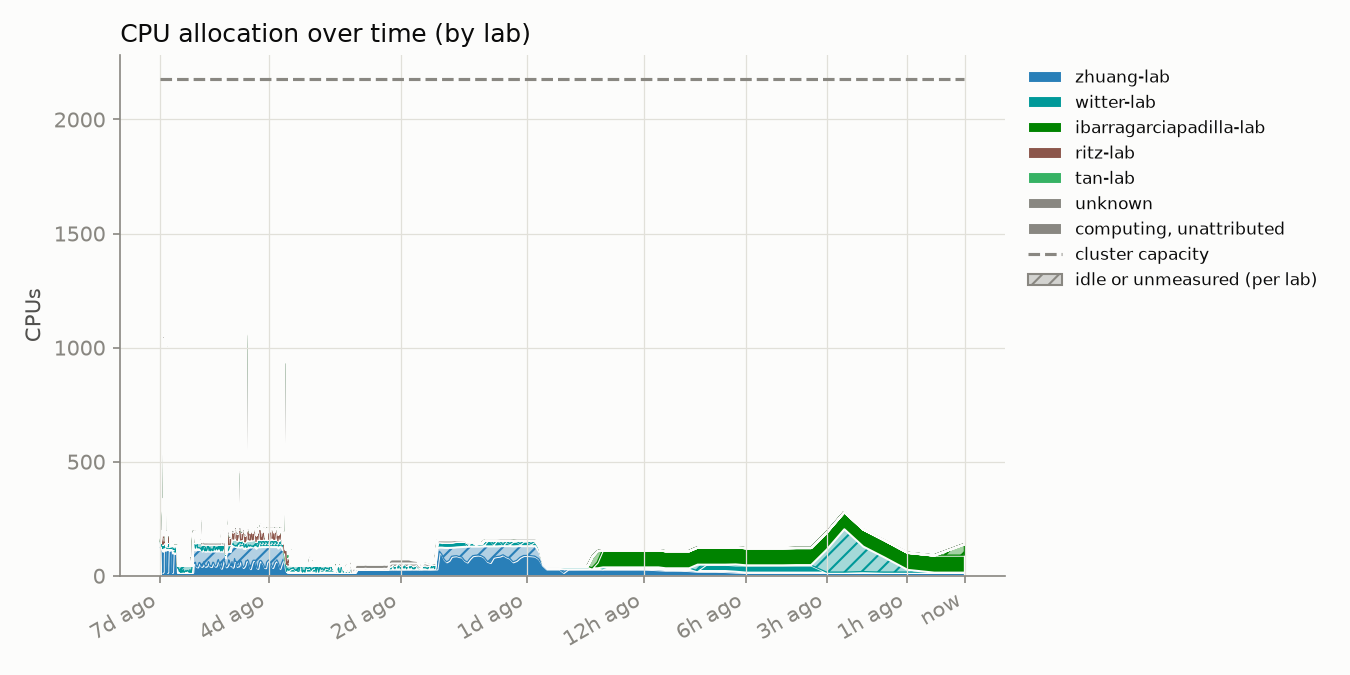 CPU allocation over time (by lab)
CPUs
2000
1500
1000
500
0
7d ago
4d ago
2d ago
1d ago
12h ago
6h ago
3h ago
1h ago
now
zhuang-lab
witter-lab
ibarragarciapadilla-lab
ritz-lab
tan-lab
unknown
computing, unattributed
cluster capacity
idle or unmeasured (per lab)